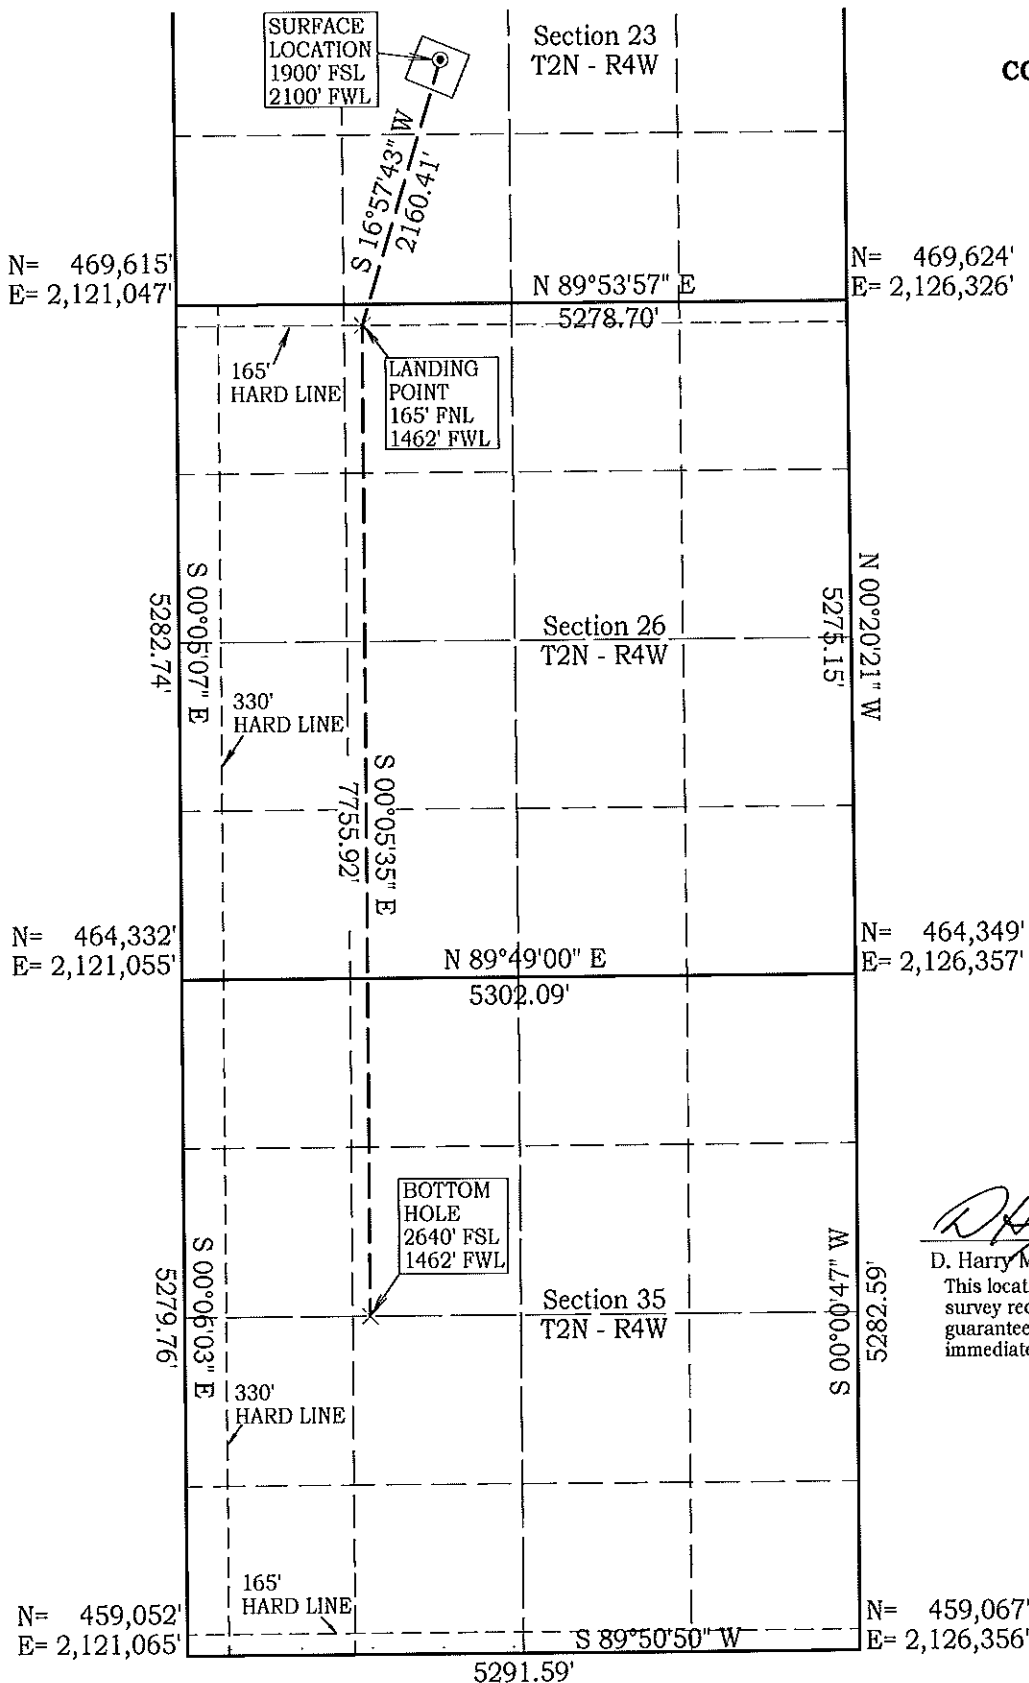 SURFACE
LOCATION
1900' FSL
2100' FWL
Section 23
T2N - R4W
S 16°57'43" W
2160.41'
N= 469,615'
E= 2,121,047'
N= 469,624'
E= 2,126,326'
N 89°53'57" E
5278.70'
165'
HARD LINE
LANDING
POINT
165' FNL
1462' FWL
S 00°05'07" E
5282.74'
N 00°20'21" W
5275.15'
Section 26
T2N - R4W
330'
HARD LINE
S 00°05'35" E
7755.92'
N= 464,332'
E= 2,121,055'
N= 464,349'
E= 2,126,357'
N 89°49'00" E
5302.09'
BOTTOM
HOLE
2640' FSL
1462' FWL
S 00°06'03" E
5279.76'
Section 35
T2N - R4W
S 00°00'47" W
5282.59'
D. Harry
This
survey
330'
HARD LINE
165'
HARD LINE
N= 459,052'
E= 2,121,065'
N= 459,067'
E= 2,126,356'
S 89°50'50" W
5291.59'